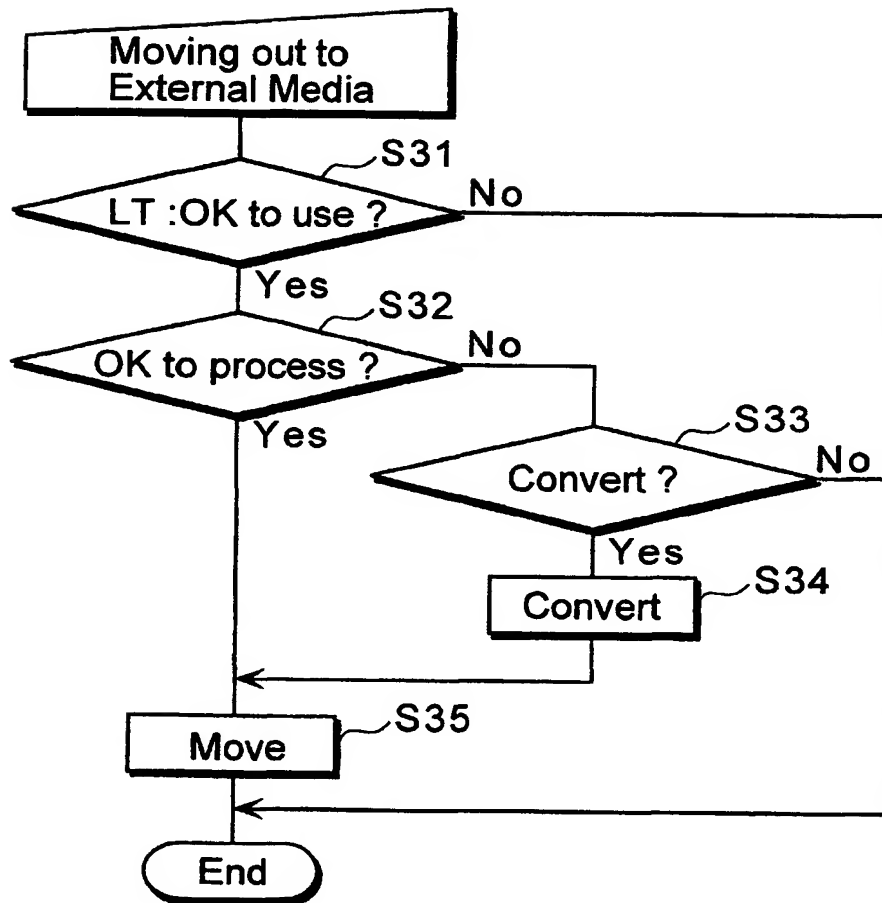 Moving out to
External Media
S31
LT :OK to use ?
No
Yes
S32
OK to process ?
No
Yes
S33
Convert ?
No
Yes
S34
Convert
S35
Move
End